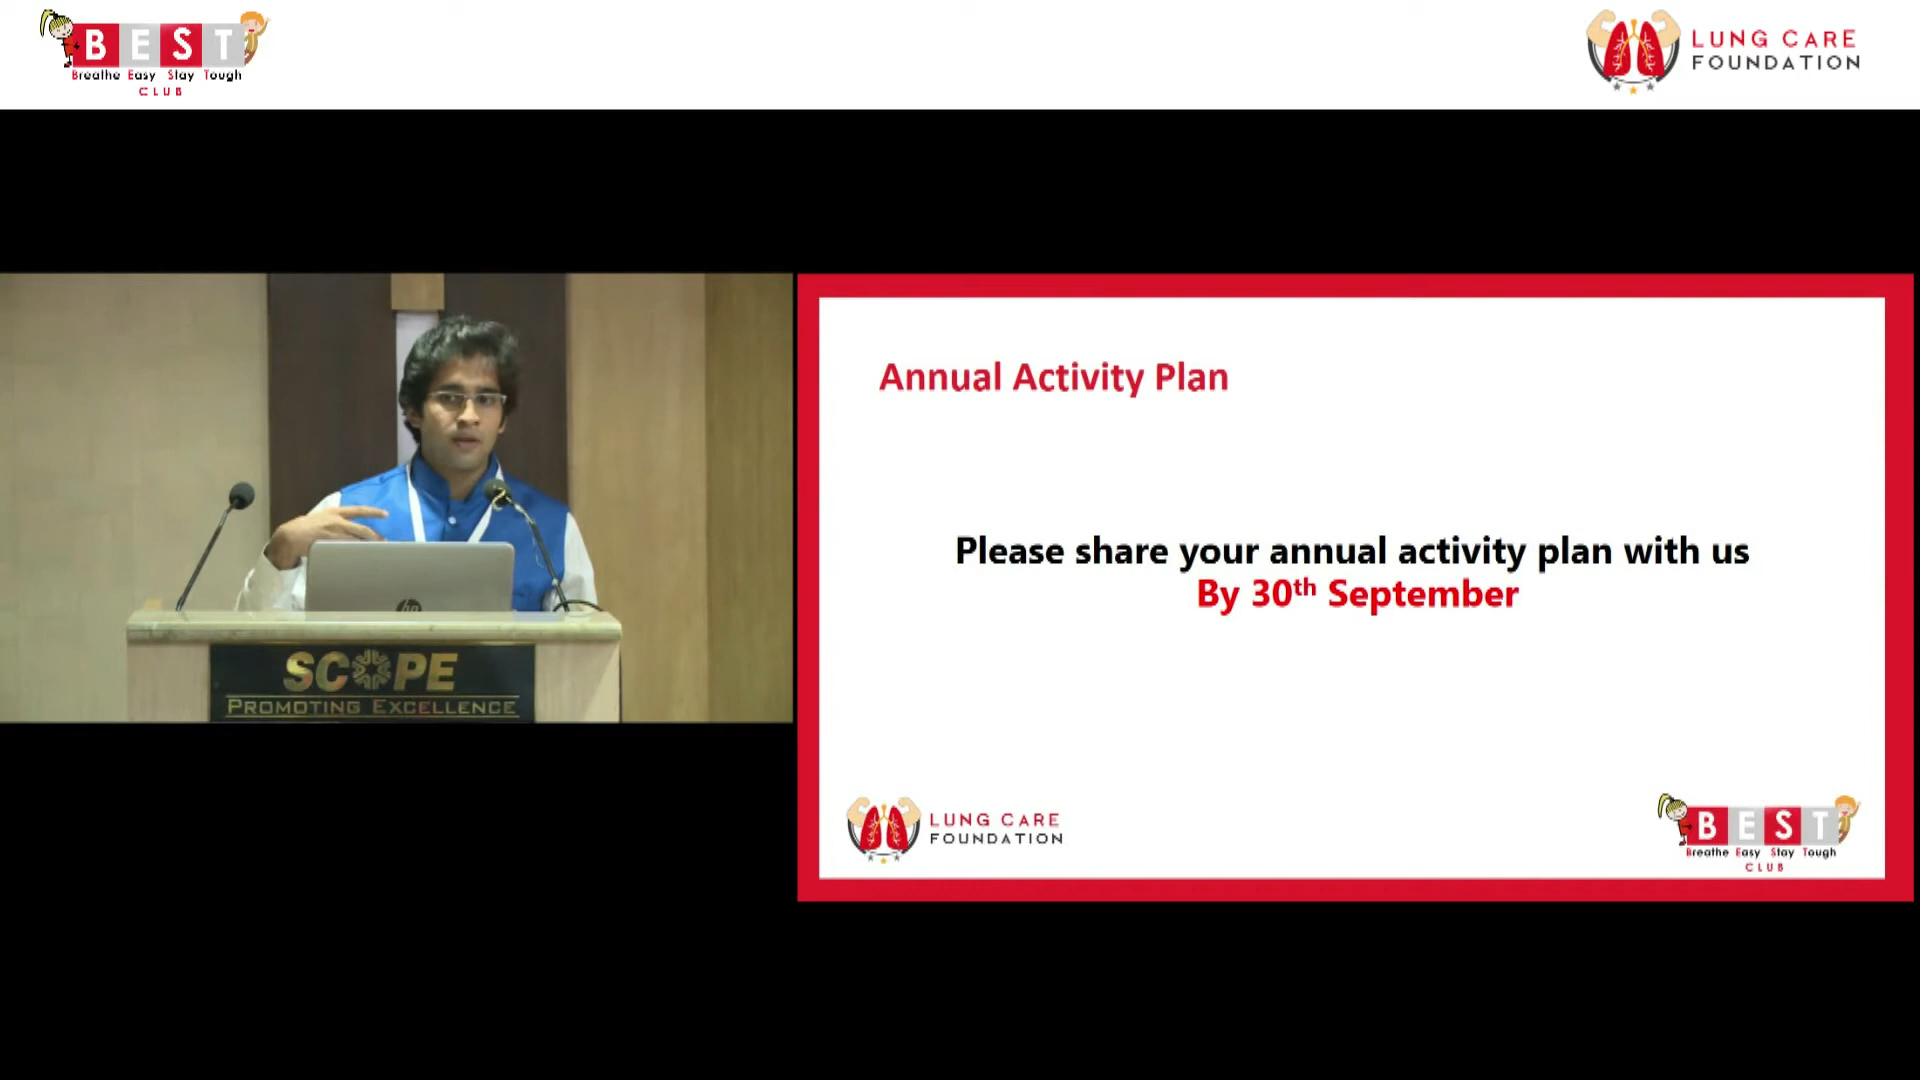 BEST
Breathe Easy Stay Tough
CLUB
LUNG CARE
FOUNDATION
Annual Activity Plan
Please share your annual activity plan with us
By 30th September
hp
SCOPE
PROMOTING EXCELLENCE
LUNG CARE
FOUNDATION
BEST
Breathe Easy Stay Tough
CLUB